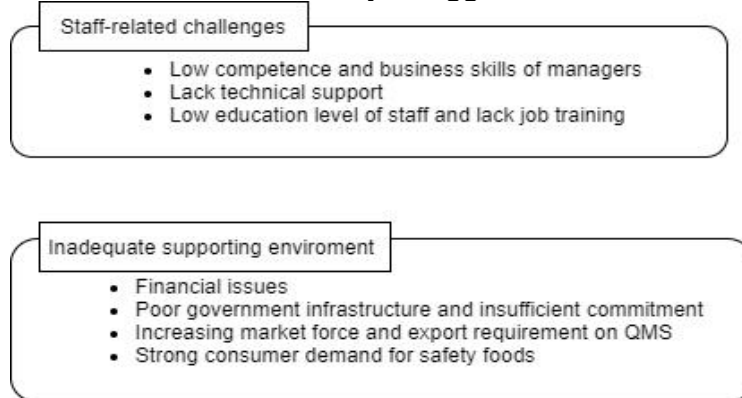 Staff-related challenges
• Low competence and business skills of managers
• Lack technical support
• Low education level of staff and lack job training
Inadequate supporting enviroment
• Financial issues
• Poor government infrastructure and insufficient commitment
• Increasing market force and export requirement on QMS
• Strong consumer demand for safety foods